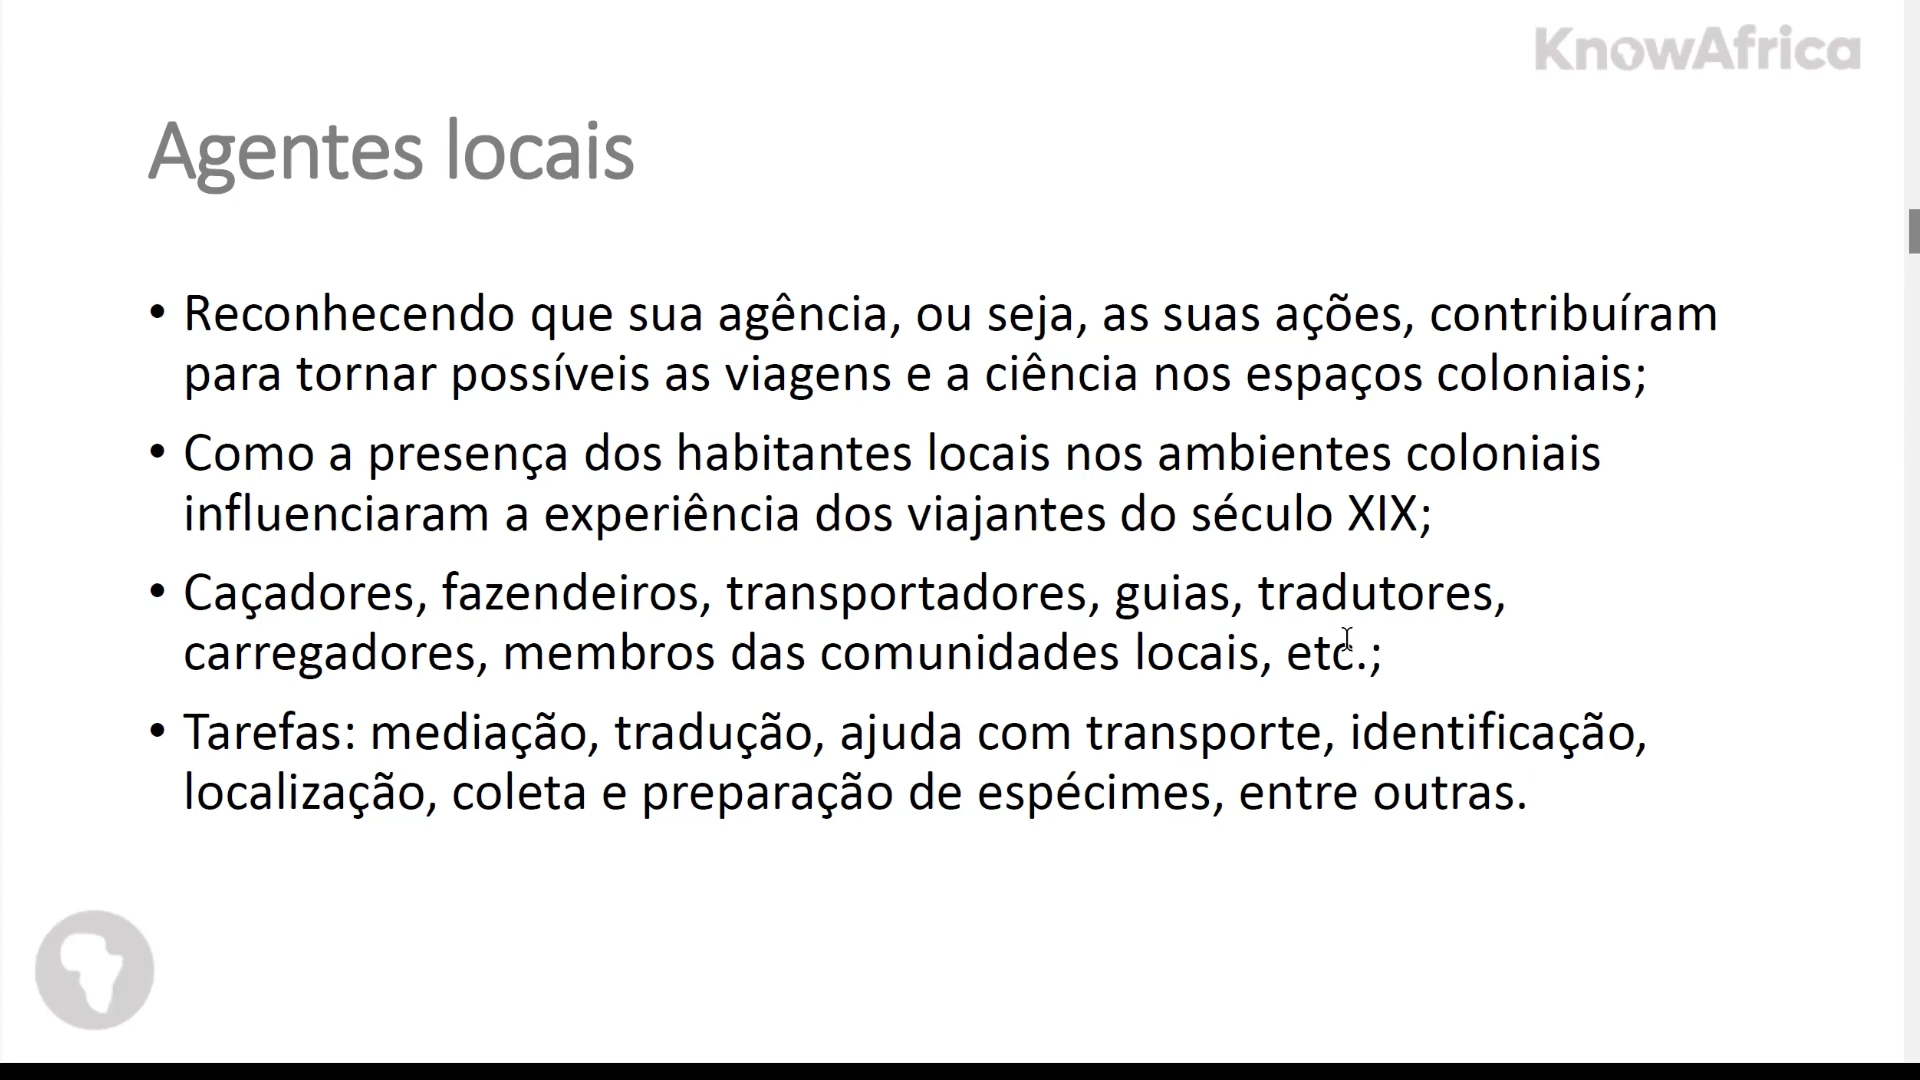 KnowAfrica
Agentes locais
• Reconhecendo que sua agência, ou seja, as suas ações, contribuíram
para tornar possíveis as viagens e a ciência nos espaços coloniais;
• Como a presença dos habitantes locais nos ambientes coloniais
influenciaram a experiência dos viajantes do século XIX;
• Caçadores, fazendeiros, transportadores, guias, tradutores,
carregadores, membros das comunidades locais, etc.;
• Tarefas: mediação, tradução, ajuda com transporte, identificação,
localização, coleta e preparação de espécimes, entre outras.